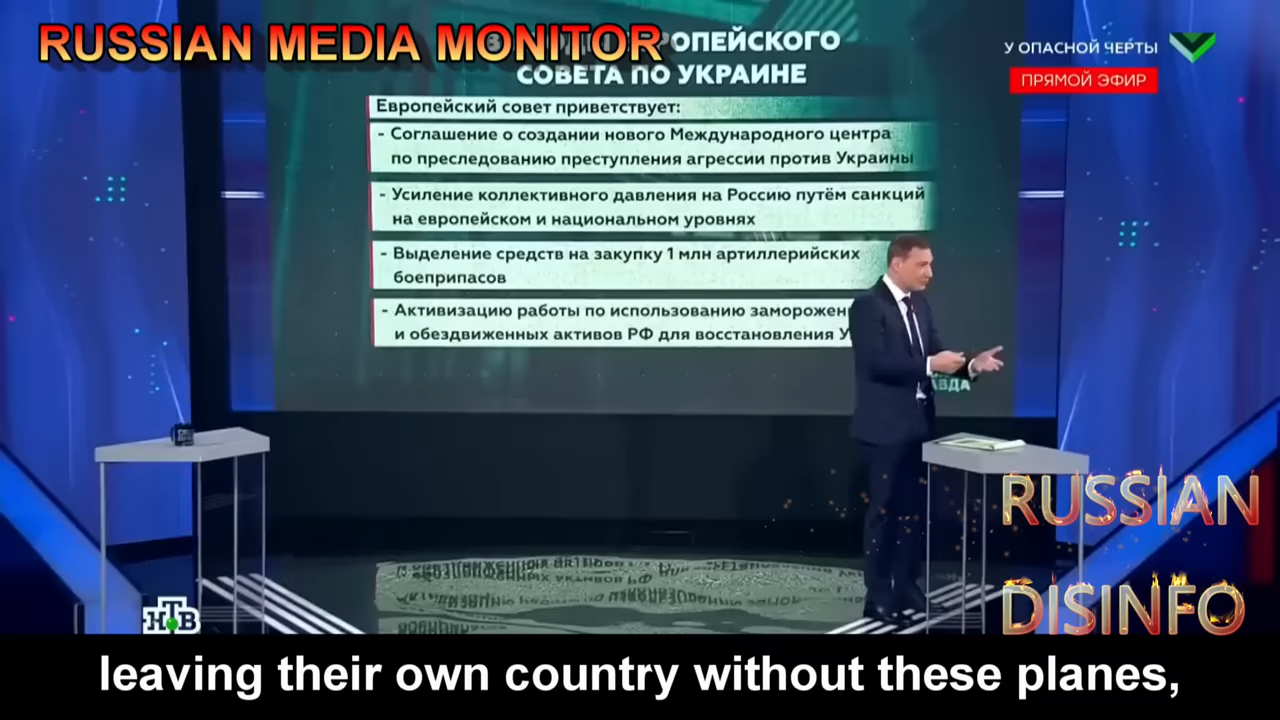 RUSSIAN MEDIA MONITOR
СОВЕТА ПО УКРАИНЕ
У ОПАСНОЙ ЧЕРТЫ
ПРЯМОЙ ЭФИР
Европейский совет приветствует:
- Соглашение о создании нового Международного центра
по преследованию преступления агрессии против Украины
- Усиление коллективного давления на Россию путём санкций
на европейском и национальном уровнях
- Выделение средств на закупку 1 млн артиллерийских
боеприпасов
- Активизацию работы по использованию
и обездвиженных активов РФ для восстановления
НТВ
RUSSIAN
DISINFO
leaving their own country without these planes,